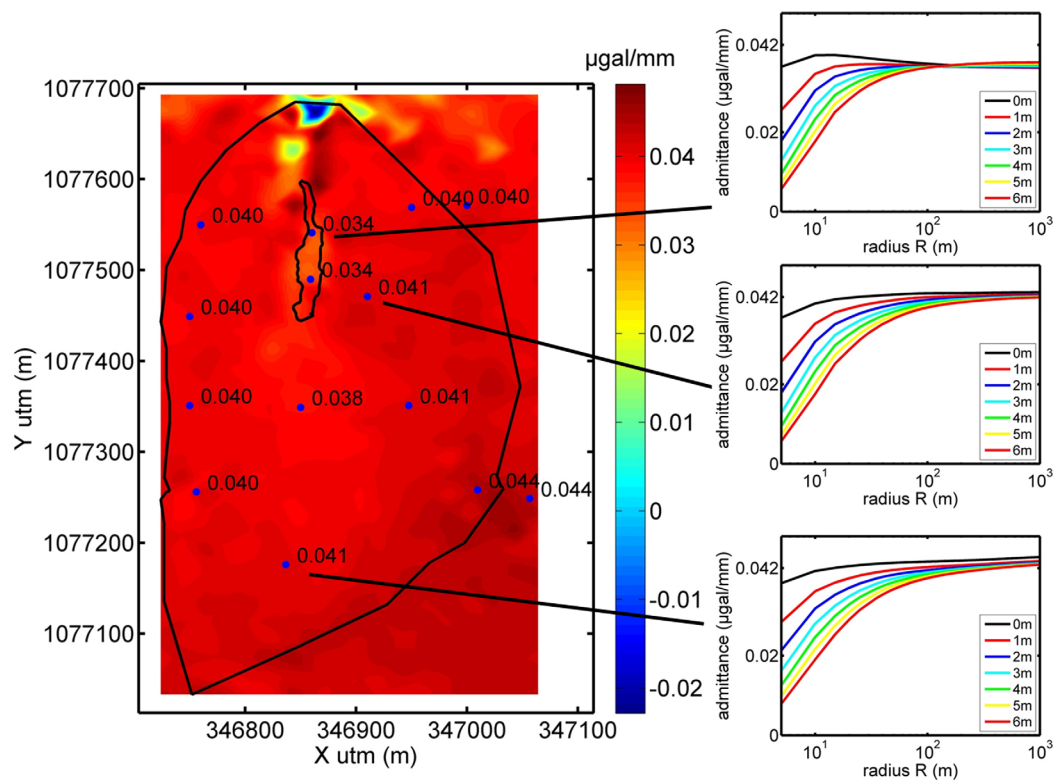 µgal/mm
1077700
1077600
1077500
1077400
1077300
1077200
1077100
Y utm (m)
346800
346900
347000
347100
X utm (m)
0.040
0.034
0.040
0.040
0.034
0.041
0.040
0.040
0.038
0.041
0.040
0.044
0.044
0.041
0.04
0.03
0.02
0.01
0
-0.01
-0.02
admittance (µgal/mm)
0.042
0.02
0
0m
1m
2m
3m
4m
5m
6m
10¹
10²
10³
radius R (m)
admittance (µgal/mm)
0.042
0.02
0
0m
1m
2m
3m
4m
5m
6m
10¹
10²
10³
radius R (m)
admittance (µgal/mm)
0.042
0.02
0
0m
1m
2m
3m
4m
5m
6m
10¹
10²
10³
radius R (m)